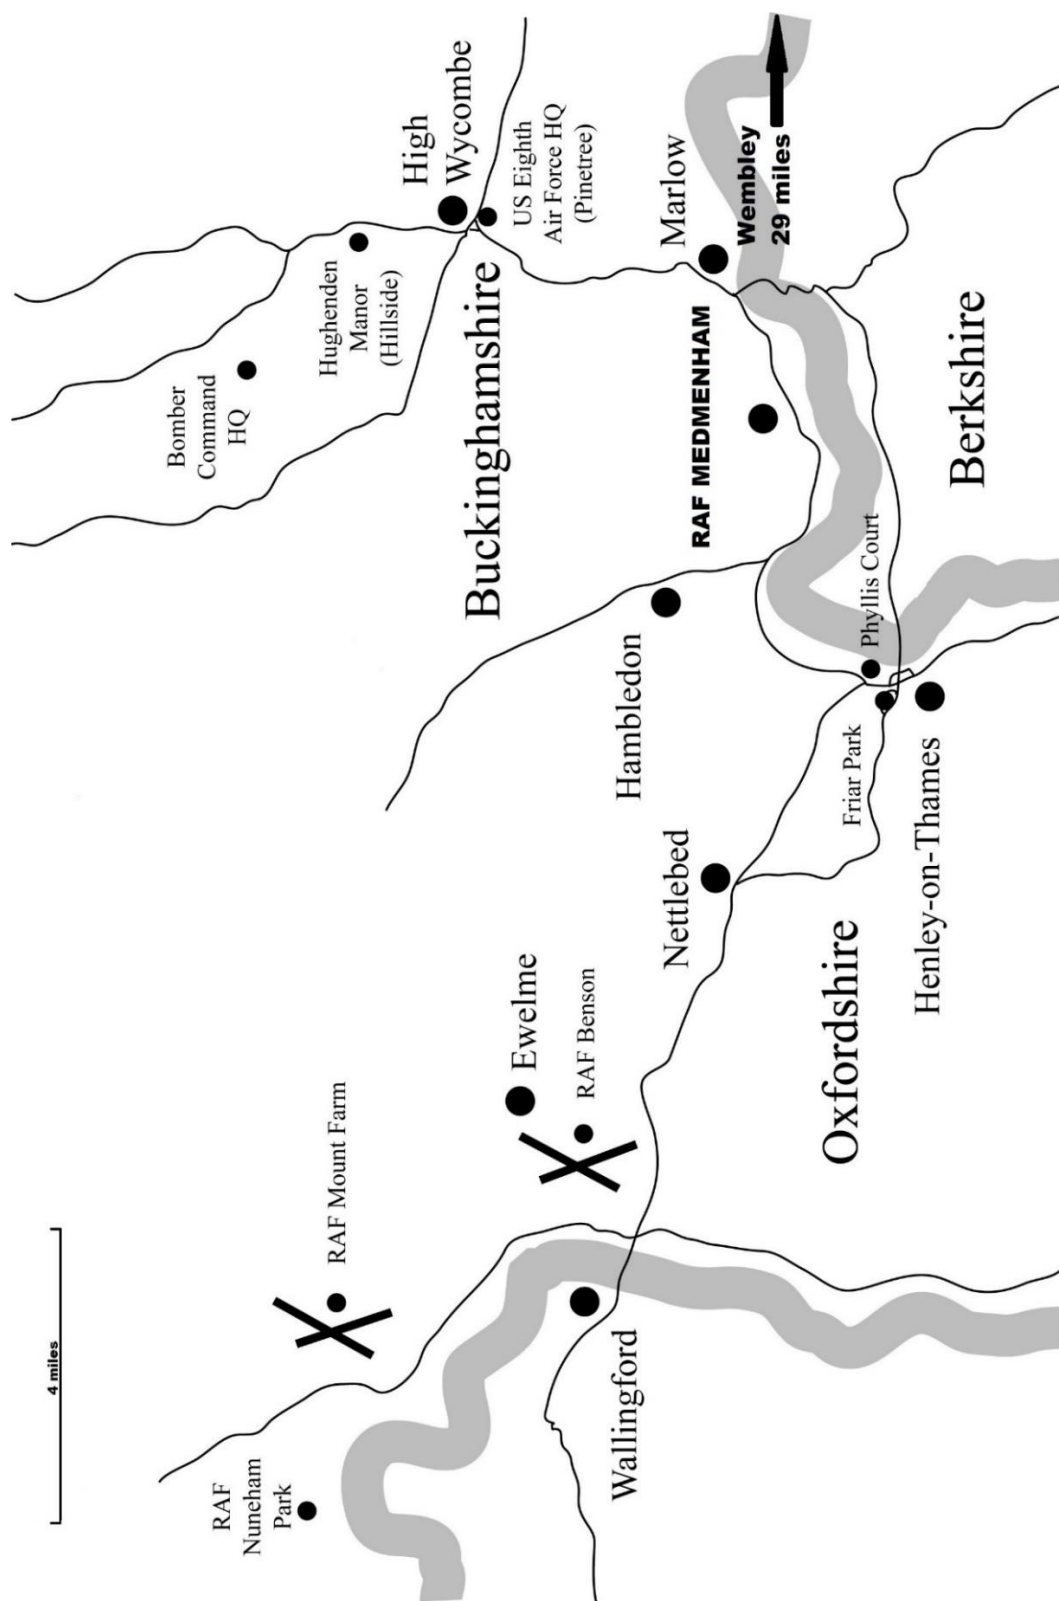 4 miles
RAF
Nuneham
Park
RAF Mount Farm
Bomber
Command
HQ
Hughenden
Manor
(Hillside)
High
Wycombe
US Eighth
Air Force HQ
(Pinetree)
Buckinghamshire
Ewelme
RAF Benson
Wallingford
Hambledon
Nettlebed
RAF MEDMENHAM
Marlow
Wembley
29 miles
Oxfordshire
Friar Park
Phyllis Court
Henley-on-Thames
Berkshire